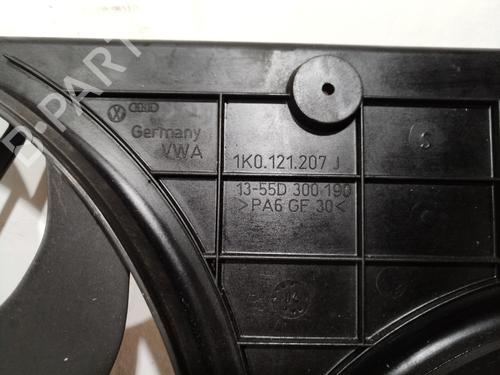 Germany
VWA
1K0.121.207 J
13-55D 300 190
>PA6 GF 30<